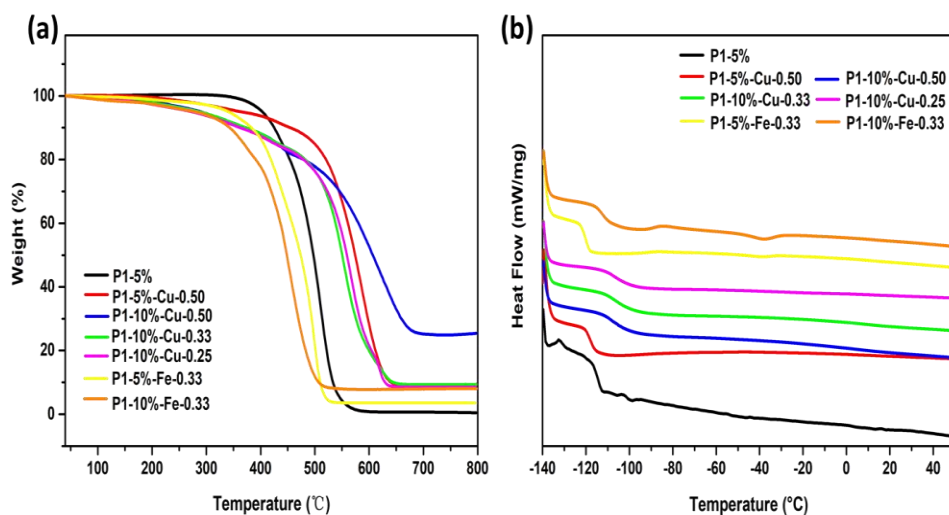 (a)
Weight (%)
100
80
60
40
20
0
P1-5%
P1-5%-Cu-0.50
P1-10%-Cu-0.50
P1-10%-Cu-0.33
P1-10%-Cu-0.25
P1-5%-Fe-0.33
P1-10%-Fe-0.33
100 200 300 400 500 600 700 800
Temperature (℃)
(b)
Heat Flow (mW/mg)
P1-5%
P1-5%-Cu-0.50 P1-10%-Cu-0.50
P1-10%-Cu-0.33 P1-10%-Cu-0.25
P1-5%-Fe-0.33 P1-10%-Fe-0.33
-140 -120 -100 -80 -60 -40 -20 0 20 40
Temperature (°C)